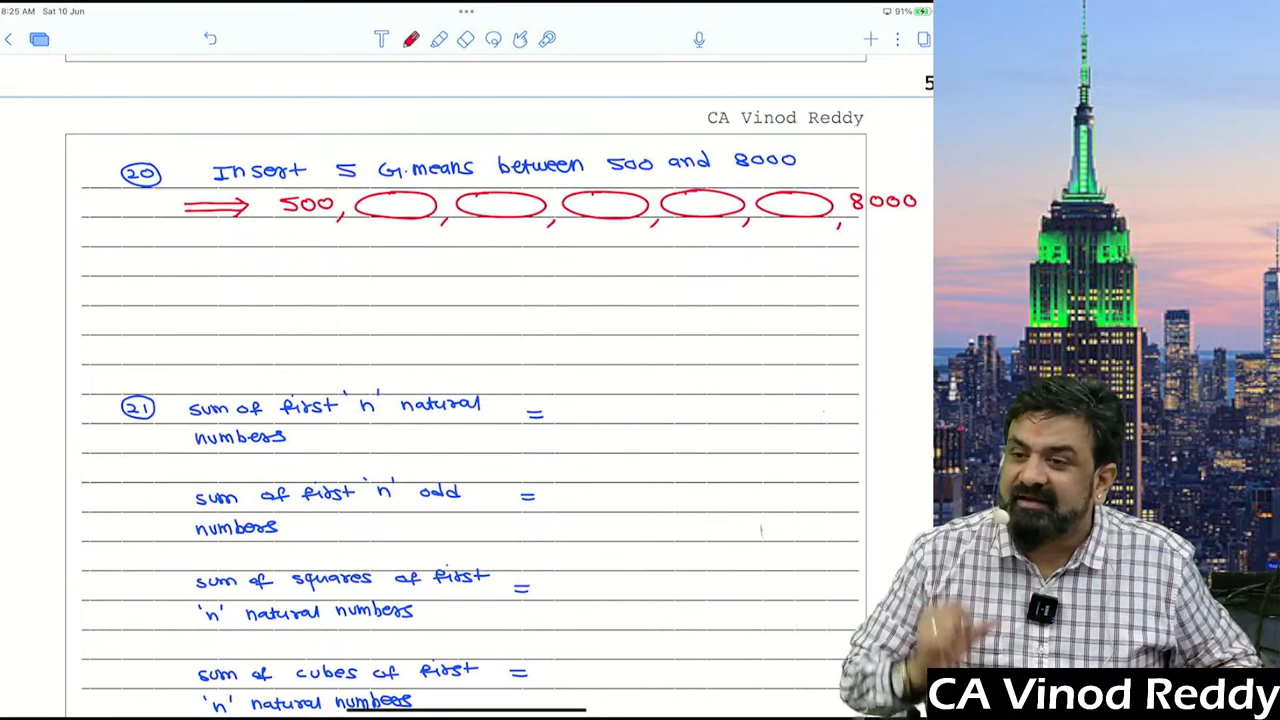 8:25 AM Sat 10 Jun
91%
5
CA Vinod Reddy
20 Insert 5 G.means between 500 and 8000
⟹ 500, , , , , , 8000
21 sum of first 'n' natural =
numbers
sum of first 'n' odd =
numbers
sum of squares of first =
'n' natural numbers
sum of cubes of first =
'n' natural numbers
CA Vinod Reddy